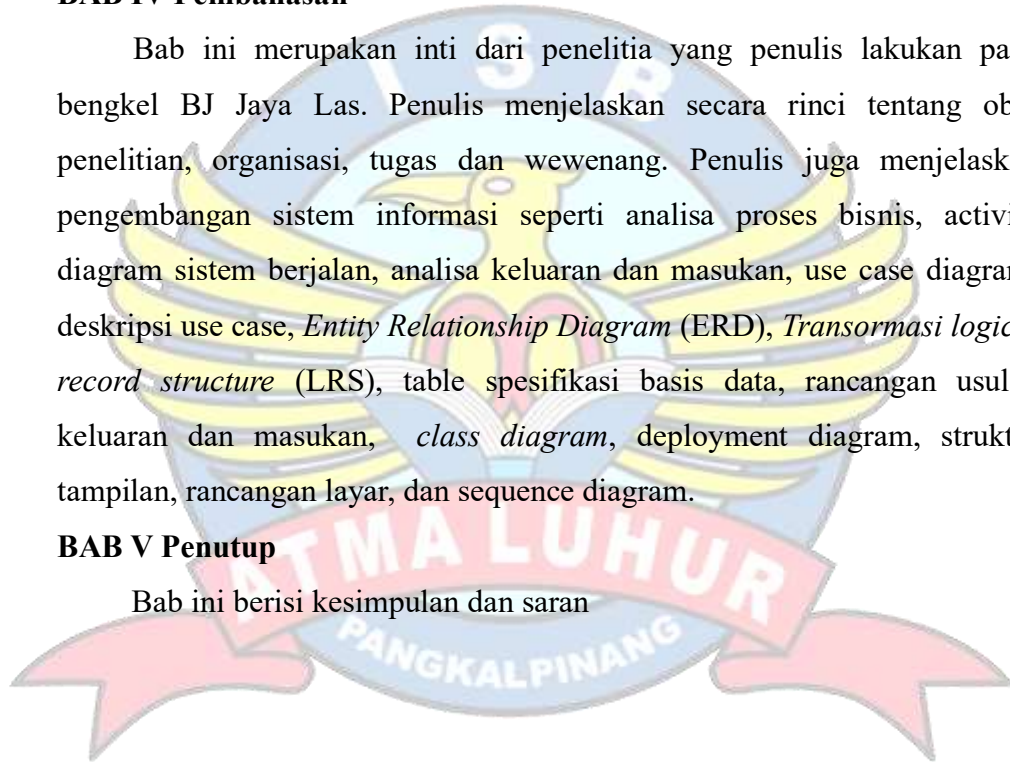 BAB IV Pembahasan
Bab ini merupakan inti dari penelitia yang penulis lakukan pa
bengkel BJ Jaya Las. Penulis menjelaskan secara rinci tentang ob
penelitian, organisasi, tugas dan wewenang. Penulis juga menjelask
pengembangan sistem informasi seperti analisa proses bisnis, activi
diagram sistem berjalan, analisa keluaran dan masukan, use case diagra
deskripsi use case, Entity Relationship Diagram (ERD), Transormasi logic
record structure (LRS), table spesifikasi basis data, rancangan usul
keluaran dan masukan, class diagram, deployment diagram, strukt
tampilan, rancangan layar, dan sequence diagram.
BAB V Penutup
Bab ini berisi kesimpulan dan saran
I S B
ATMA LUHUR
PANGKALPINANG